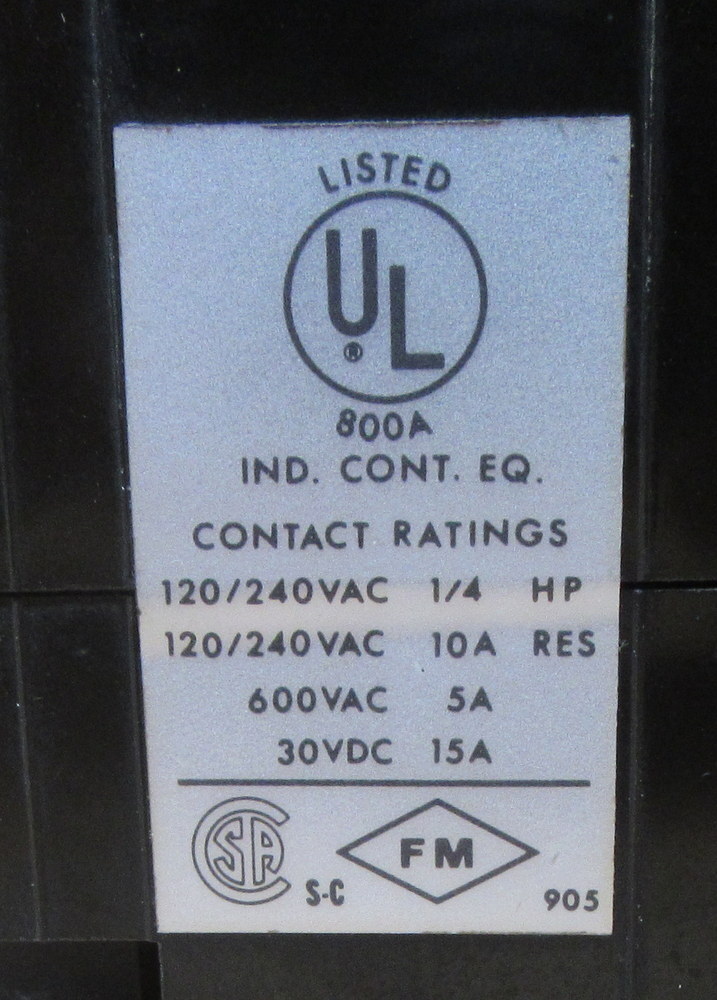 LISTED
UL
®
800A
IND. CONT. EQ.
CONTACT RATINGS
120/240VAC 1/4 HP
120/240VAC 10A RES
600VAC 5A
30VDC 15A
CSA S-C FM 905